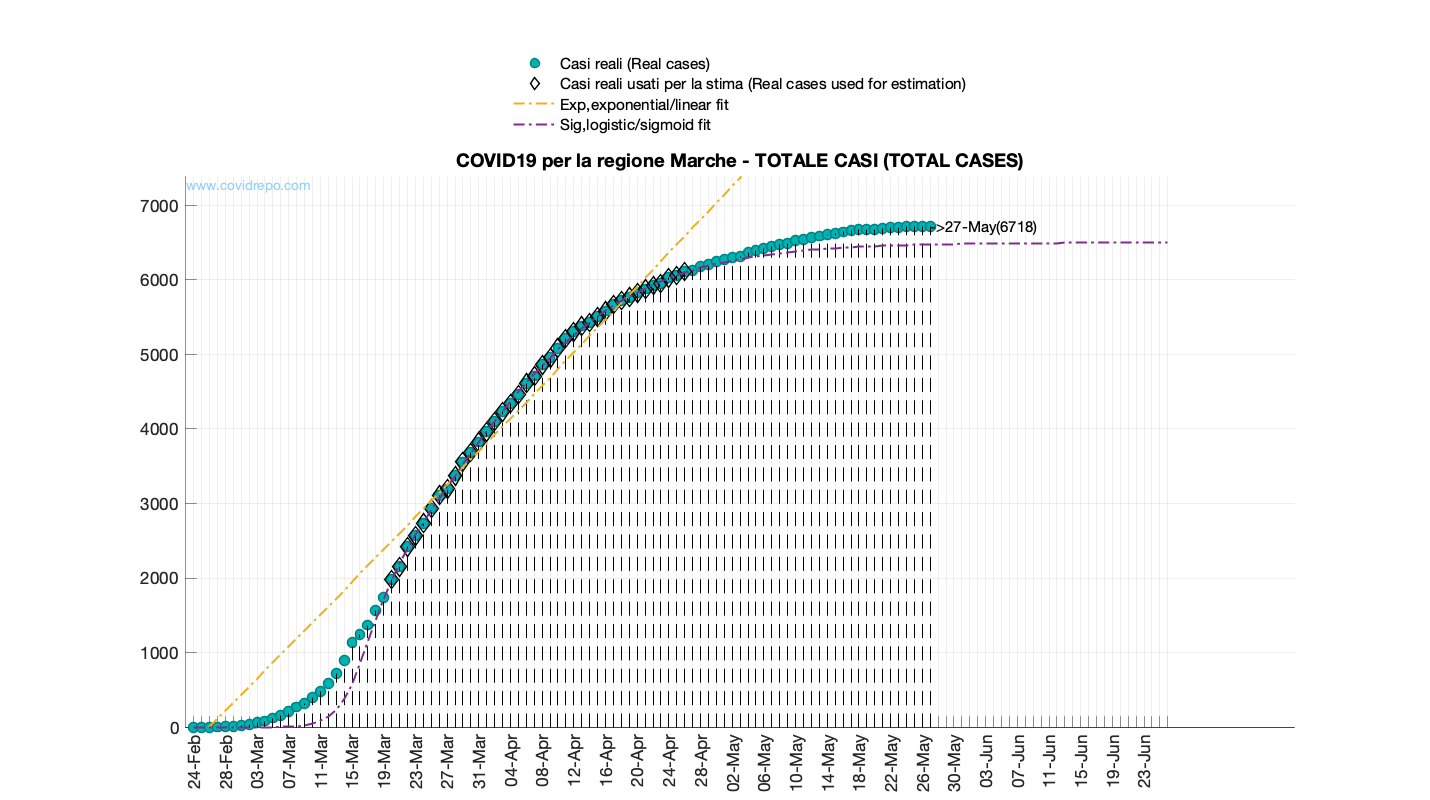 Casi reali (Real cases)
Casi reali usati per la stima (Real cases used for estimation)
Exp,exponential/linear fit
Sig,logistic/sigmoid fit
COVID19 per la regione Marche - TOTALE CASI (TOTAL CASES)
www.covidrepo.com
7000
6000
5000
4000
3000
2000
1000
0
>27-May(6718)
24-Feb
28-Feb
03-Mar
07-Mar
11-Mar
15-Mar
19-Mar
23-Mar
27-Mar
31-Mar
04-Apr
08-Apr
12-Apr
16-Apr
20-Apr
24-Apr
28-Apr
02-May
06-May
10-May
14-May
18-May
22-May
26-May
30-May
03-Jun
07-Jun
11-Jun
15-Jun
19-Jun
23-Jun